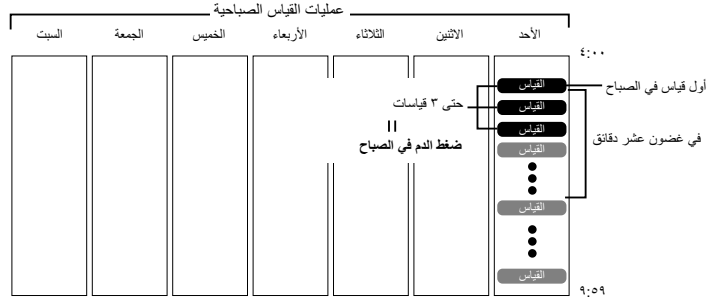 عمليات القياس الصباحية
الأحد
الاثنين
الثلاثاء
الأربعاء
الخميس
الجمعة
السبت
٤:٠٠
القياس
أول قياس في الصباح
القياس
حتى ٣ قياسات
القياس
في غضون عشر دقائق
=
ضغط الدم في الصباح
القياس
القياس
القياس
٩:٥٩